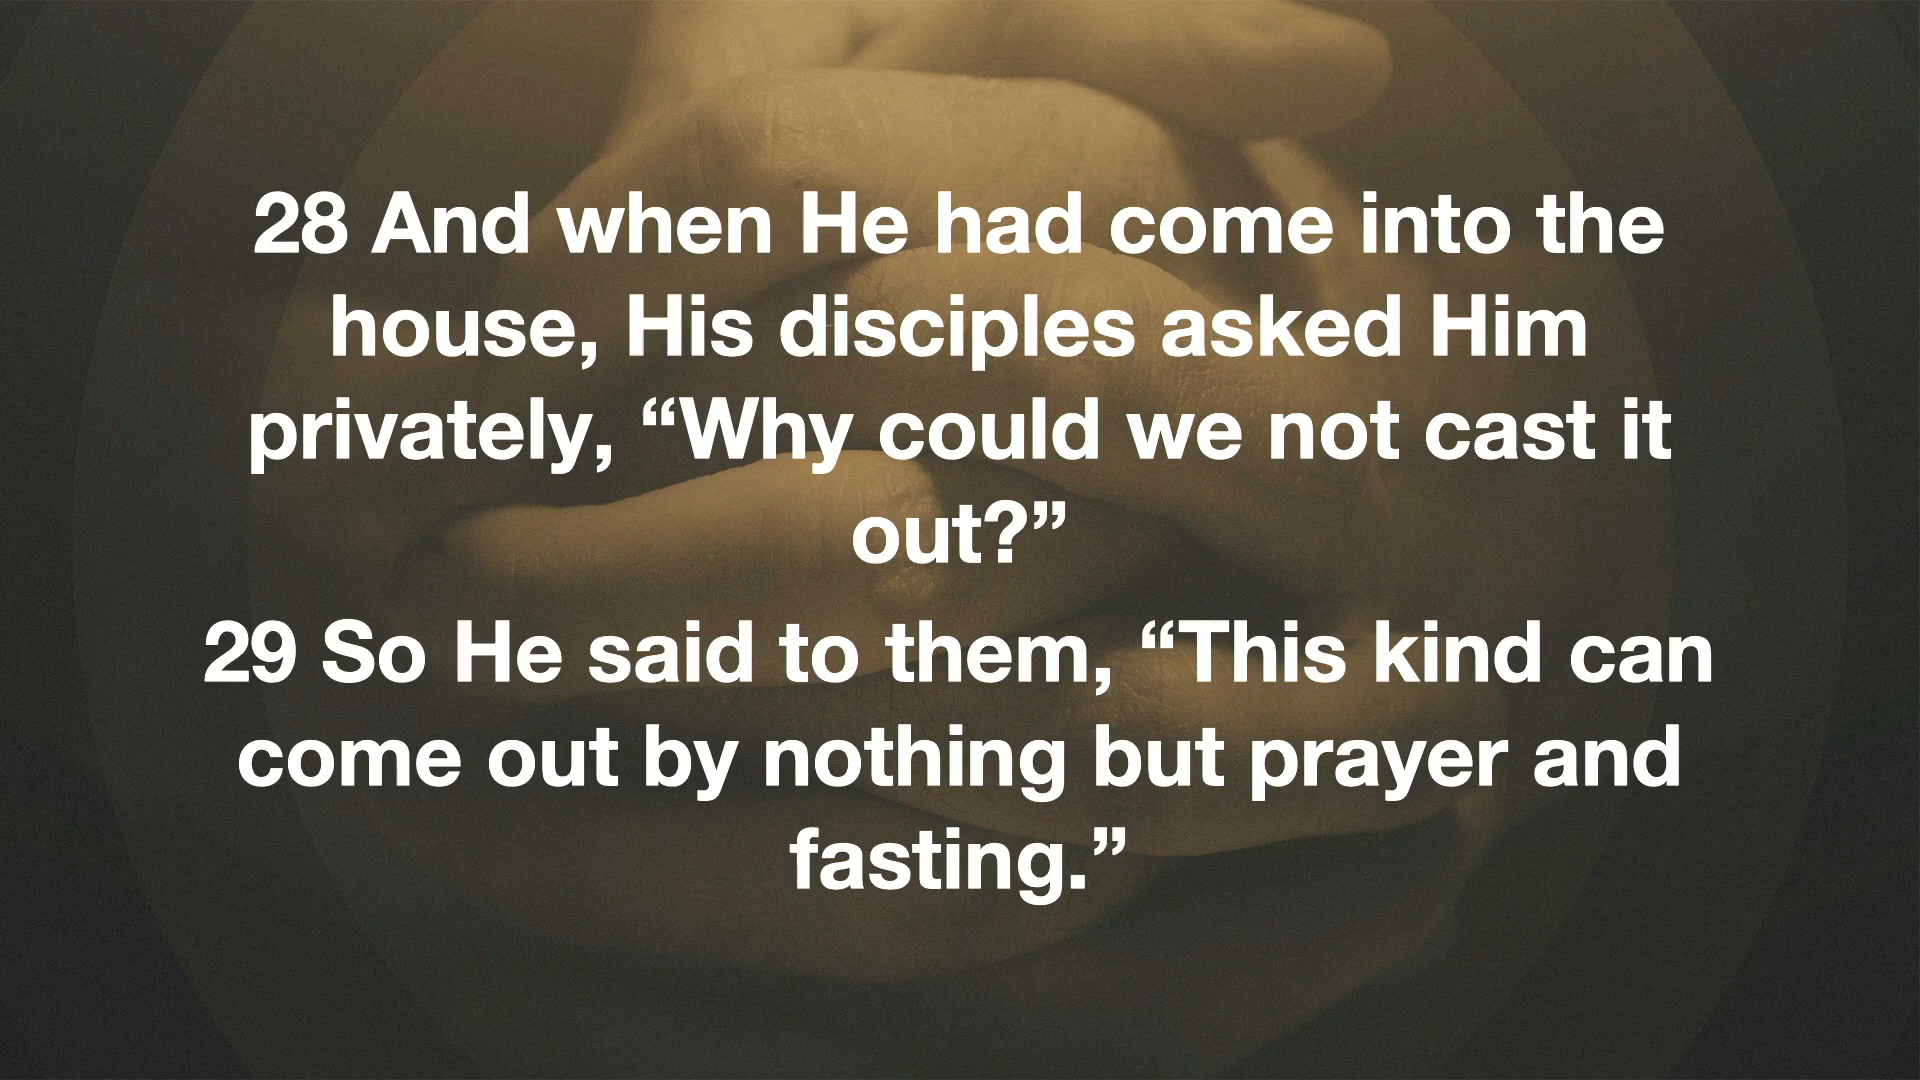 28 And when He had come into the
house, His disciples asked Him
privately, “Why could we not cast it
out?”
29 So He said to them, “This kind can
come out by nothing but prayer and
fasting.”